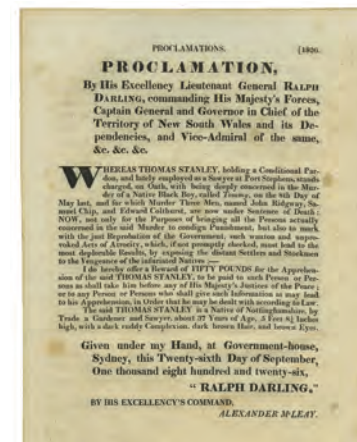 PROCLAMATIONS. [1826.
PROCLAMATION,
By His Excellency Lieutenant General RALPH
DARLING, commanding His Majesty's Forces,
Captain General and Governor in Chief of the
Territory of New South Wales and its De-
pendencies, and Vice-Admiral of the same,
&c. &c. &c.
WHEREAS THOMAS STANLEY, holding a Conditional Par-
don, and lately employed as a Sawyer at Port Stephens, stands
charged, on Oath, with being deeply concerned in the Mur-
der of a Native Black Boy, called Tommy, on the 9th Day of
May last, and for which Murder Three Men, named John Ridgway, Sa-
muel Chip, and Edward Colthurst, are now under Sentence of Death:
NOW, not only for the Purposes of bringing All the Persons actually
concerned in the said Murder to condign Punishment, but also to mark
with the just Reprobation of the Government, such wanton and unpro-
voked Acts of Atrocity, which, if not promptly checked, must lead to the
most deplorable Results, by exposing the distant Settlers and Stockmen
to the Vengeance of the infuriated Natives :—
I do hereby offer a Reward of FIFTY POUNDS for the Apprehen-
sion of the said THOMAS STANLEY, to be paid to such Person or Per-
sons as shall take him before any of His Majesty's Justices of the Peace;
or to any Person or Persons who shall give such Information as may lead
to his Apprehension, in Order that he may be dealt with according to Law.
The said THOMAS STANLEY is a Native of Nottinghamshire, by
Trade a Gardener and Sawyer, about 37 Years of Age, 5 Feet 8¼ Inches
high, with a dark ruddy Complexion, dark brown Hair, and brown Eyes.
Given under my Hand, at Government-house,
Sydney, this Twenty-sixth Day of September,
One thousand eight hundred and twenty-six,
"RALPH DARLING,"
BY HIS EXCELLENCY'S COMMAND,
ALEXANDER M‘LEAY.